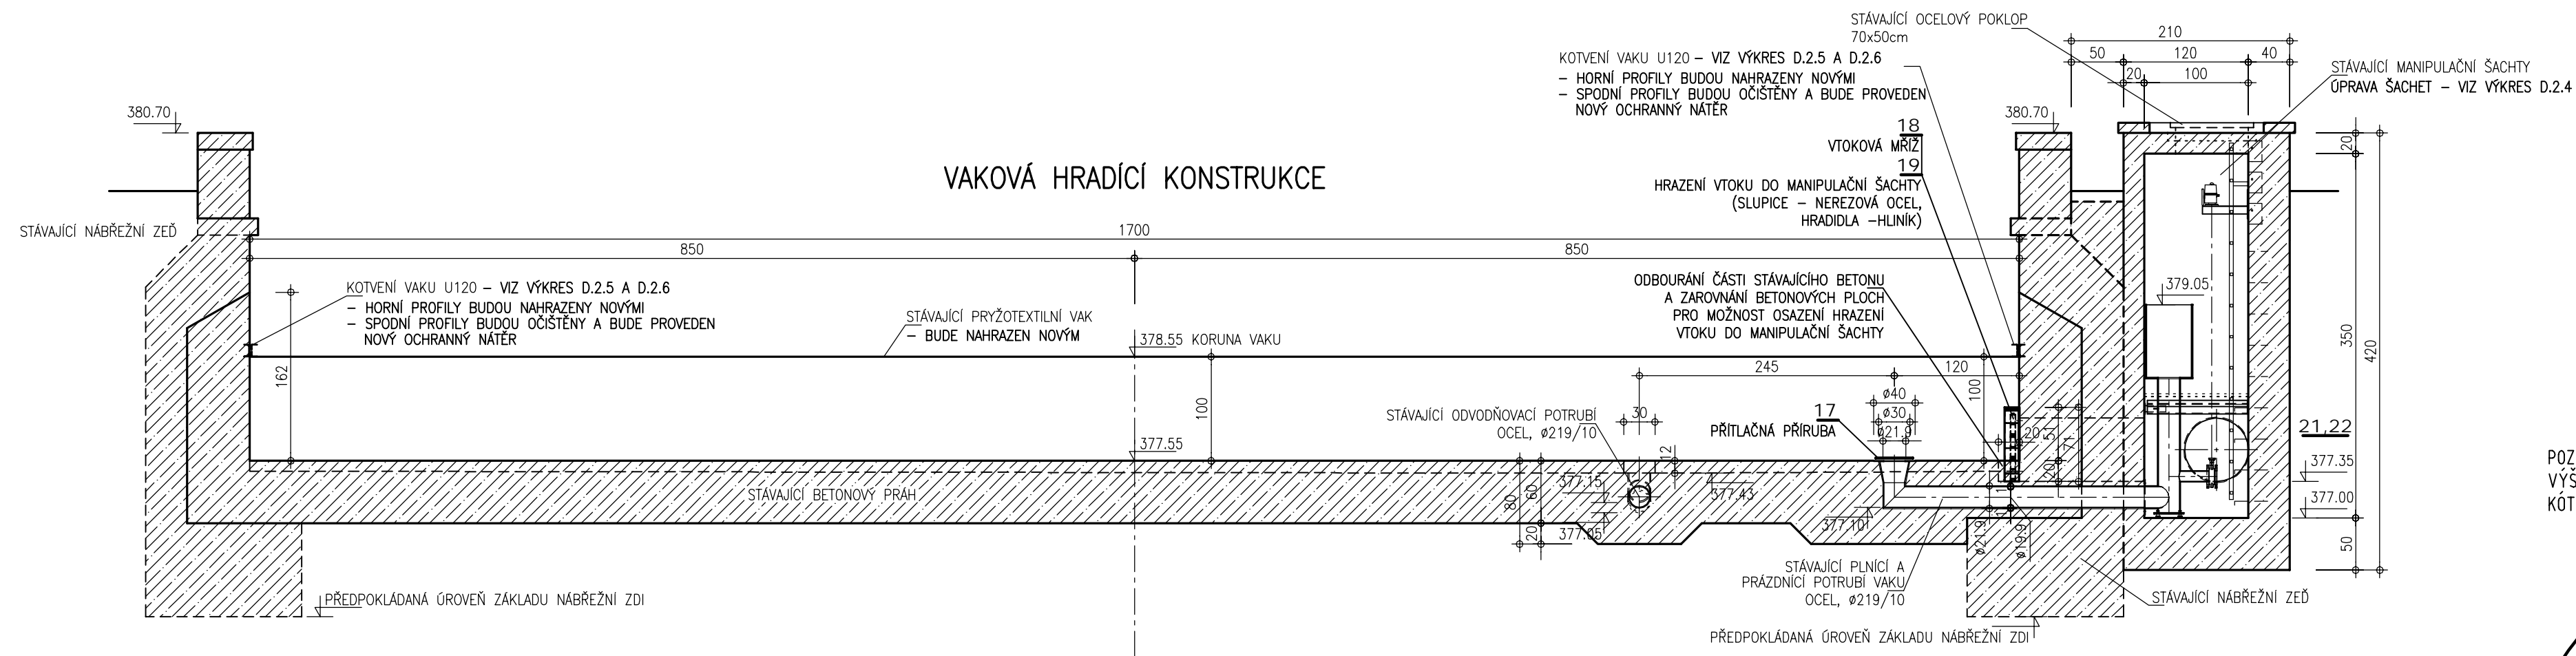 STÁVAJÍCÍ OCELOVÝ POKLOP
70x50cm
210
50
120
40
20
100
KOTVENÍ VAKU U120 – VIZ VÝKRES D.2.5 A D.2.6
– HORNÍ PROFILY BUDOU NAHRAZENY NOVÝMI
– SPODNÍ PROFILY BUDOU OČIŠTĚNY A BUDE PROVEDEN
NOVÝ OCHRANNÝ NÁTĚR
STÁVAJÍCÍ MANIPULAČNÍ ŠACHTY
ÚPRAVA ŠACHET – VIZ VÝKRES D.2.4
380.70
380.70
18
VTOKOVÁ MŘÍŽ
19
HRAZENÍ VTOKU DO MANIPULAČNÍ ŠACHTY
(SLUPICE – NEREZOVÁ OCEL,
HRADIDLA –HLINÍK)
20
VAKOVÁ HRADÍCÍ KONSTRUKCE
STÁVAJÍCÍ NÁBŘEŽNÍ ZEĎ
1700
850
850
KOTVENÍ VAKU U120 – VIZ VÝKRES D.2.5 A D.2.6
– HORNÍ PROFILY BUDOU NAHRAZENY NOVÝMI
– SPODNÍ PROFILY BUDOU OČIŠTĚNY A BUDE PROVEDEN
NOVÝ OCHRANNÝ NÁTĚR
STÁVAJÍCÍ PRYŽOTEXTILNÍ VAK
– BUDE NAHRAZEN NOVÝM
378.55 KORUNA VAKU
ODBOURÁNÍ ČÁSTI STÁVAJÍCÍHO BETONU
A ZAROVNÁNÍ BETONOVÝCH PLOCH
PRO MOŽNOST OSAZENÍ HRAZENÍ
VTOKU DO MANIPULAČNÍ ŠACHTY
379.05
350
420
162
100
245
120
100
ø40
ø30
ø21.9
30
STÁVAJÍCÍ ODVODŇOVACÍ POTRUBÍ
OCEL, ø219/10
17
PŘÍTLAČNÁ PŘÍRUBA
12
20
51
71
20
21,22
377.55
377.35
377.00
STÁVAJÍCÍ BETONOVÝ PRÁH
80
60
20
377.15
377.05
377.43
377.10
ø21.9
ø19.9
50
POZ
VÝŠ
KÓT
STÁVAJÍCÍ PLNÍCÍ A
PRÁZDNÍCÍ POTRUBÍ VAKU
OCEL, ø219/10
STÁVAJÍCÍ NÁBŘEŽNÍ ZEĎ
PŘEDPOKLÁDANÁ ÚROVEŇ ZÁKLADU NÁBŘEŽNÍ ZDI
PŘEDPOKLÁDANÁ ÚROVEŇ ZÁKLADU NÁBŘEŽNÍ ZDI